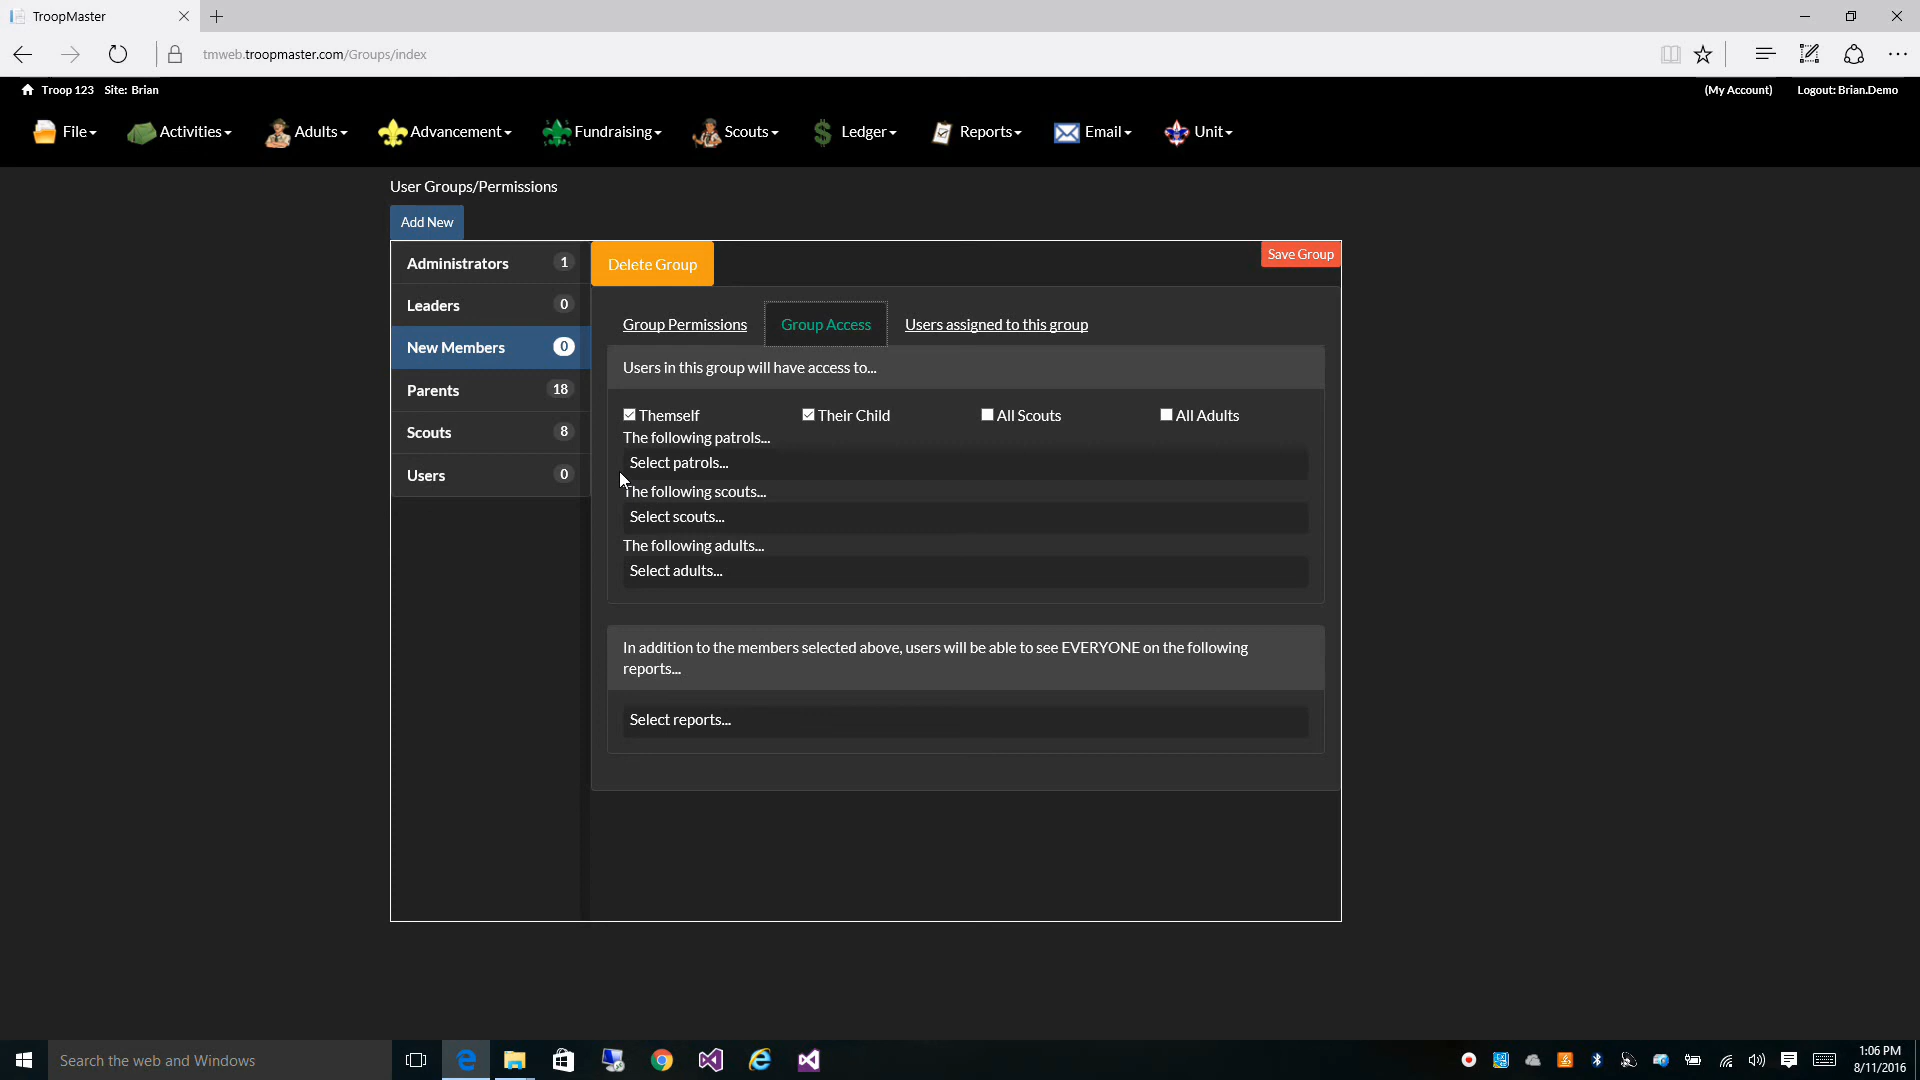 TroopMaster
tmweb.troopmaster.com/Groups/index
Troop 123 Site: Brian
(My Account) Logout: Brian.Demo
File Activities Adults Advancement Fundraising Scouts Ledger Reports Email Unit
User Groups/Permissions
Add New
Administrators 1
Leaders 0
New Members 0
Parents 18
Scouts 8
Users 0
Delete Group
Save Group
Group Permissions Group Access Users assigned to this group
Users in this group will have access to...
Themself Their Child All Scouts All Adults
The following patrols...
Select patrols...
The following scouts...
Select scouts...
The following adults...
Select adults...
In addition to the members selected above, users will be able to see EVERYONE on the following
reports...
Select reports...
Search the web and Windows
1:06 PM
8/11/2016